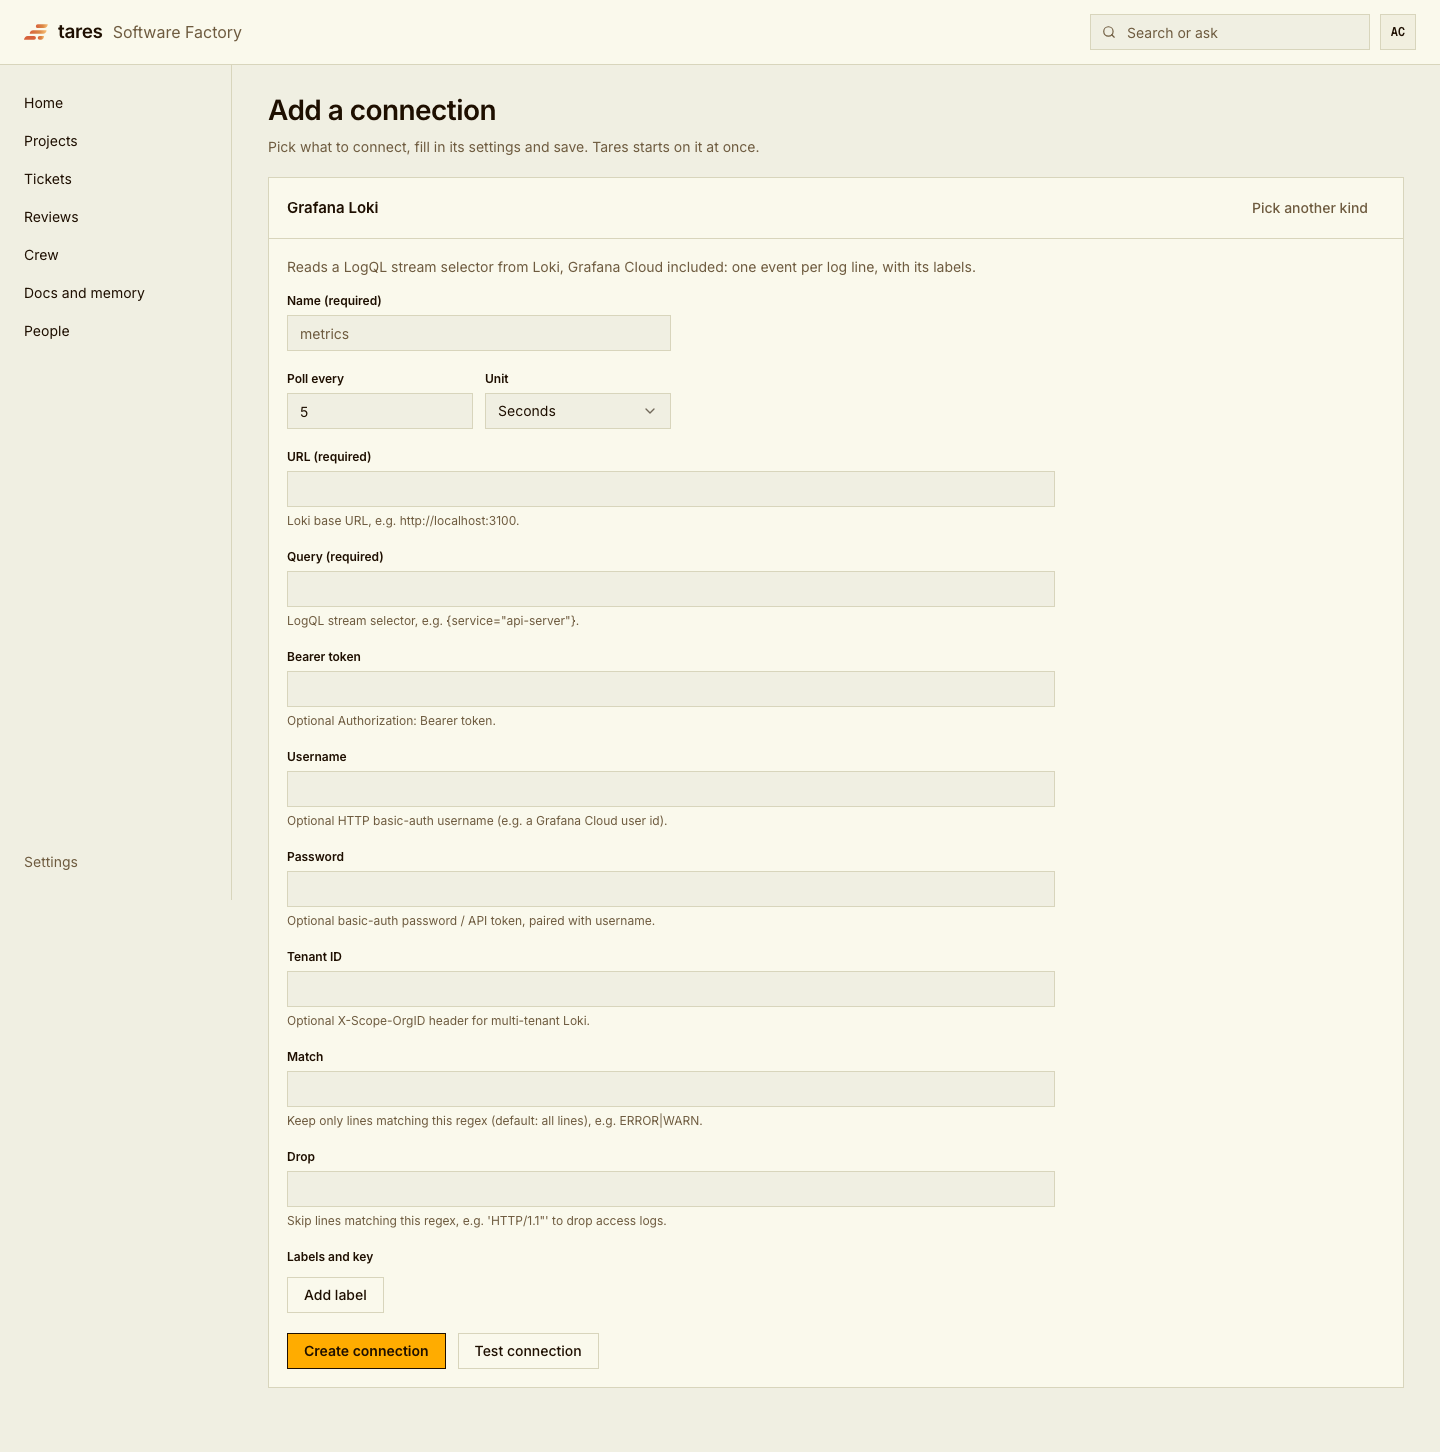 tares Software Factory
Search or ask
AC
Home
Projects
Tickets
Reviews
Crew
Docs and memory
People
Settings
Add a connection
Pick what to connect, fill in its settings and save. Tares starts on it at once.
Grafana Loki
Pick another kind
Reads a LogQL stream selector from Loki, Grafana Cloud included: one event per log line, with its labels.
Name (required)
metrics
Poll every
Unit
5
Seconds
URL (required)
Loki base URL, e.g. http://localhost:3100.
Query (required)
LogQL stream selector, e.g. {service="api-server"}.
Bearer token
Optional Authorization: Bearer token.
Username
Optional HTTP basic-auth username (e.g. a Grafana Cloud user id).
Password
Optional basic-auth password / API token, paired with username.
Tenant ID
Optional X-Scope-OrgID header for multi-tenant Loki.
Match
Keep only lines matching this regex (default: all lines), e.g. ERROR|WARN.
Drop
Skip lines matching this regex, e.g. 'HTTP/1.1"' to drop access logs.
Labels and key
Add label
Create connection
Test connection